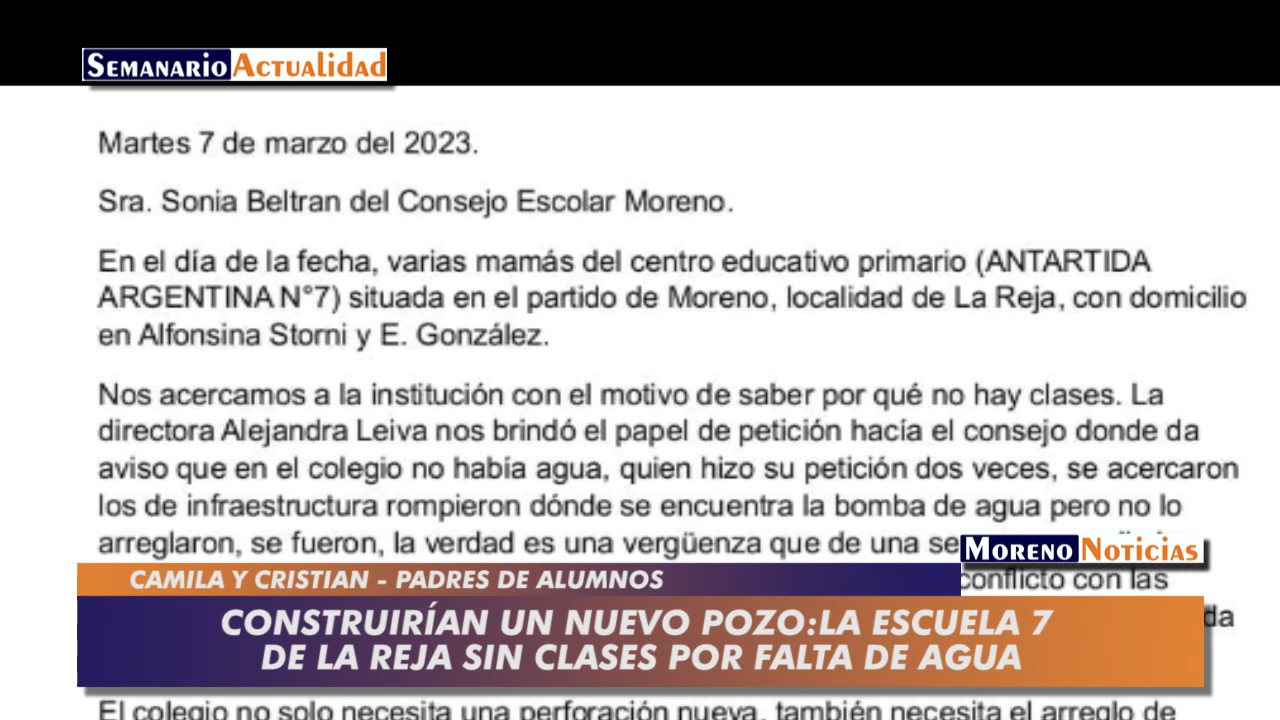 SEMANARIO ACTUALIDAD
Martes 7 de marzo del 2023.
Sra. Sonia Beltran del Consejo Escolar Moreno.
En el día de la fecha, varias mamás del centro educativo primario (ANTARTIDA
ARGENTINA N°7) situada en el partido de Moreno, localidad de La Reja, con domicilio
en Alfonsina Storni y E. González.
Nos acercamos a la institución con el motivo de saber por qué no hay clases. La
directora Alejandra Leiva nos brindó el papel de petición hacía el consejo donde da
aviso que en el colegio no había agua, quien hizo su petición dos veces, se acercaron
los de infraestructura rompieron dónde se encuentra la bomba de agua pero no lo
arreglaron, se fueron, la verdad es una vergüenza que de una
MORENO NOTICIAS
conflicto con las
CAMILA Y CRISTIAN - PADRES DE ALUMNOS
CONSTRUIRÍAN UN NUEVO POZO:LA ESCUELA 7
DE LA REJA SIN CLASES POR FALTA DE AGUA
El colegio no solo necesita una perforación nueva, también necesita el arreglo de